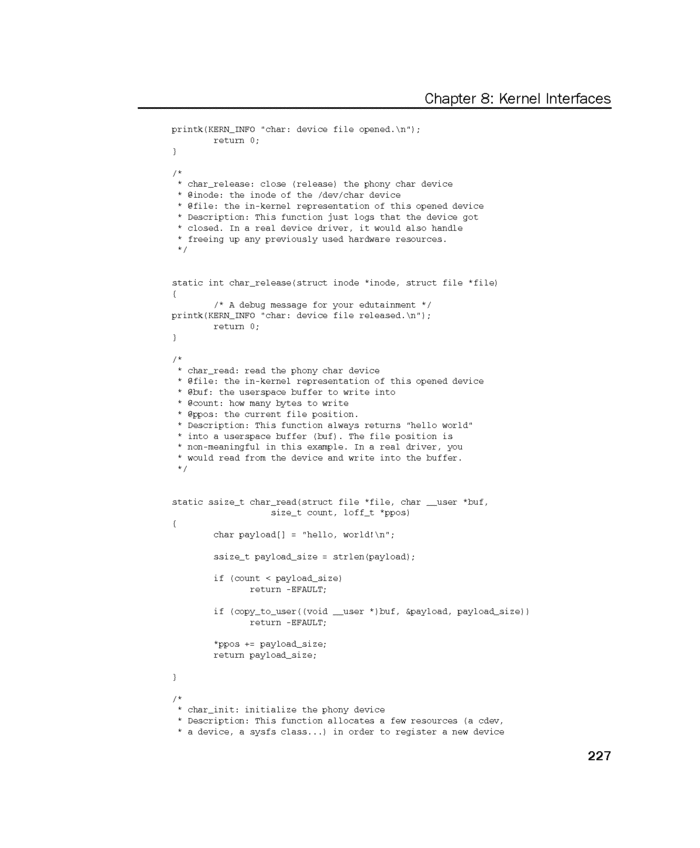 Chapter 8: Kernel Interfaces
printk(KERN_INFO "char: device file opened.\n");
        return 0;
}
/*
 * char_release: close (release) the phony char device
 * @inode: the inode of the /dev/char device
 * @file: the in-kernel representation of this opened device
 * Description: This function just logs that the device got
 * closed. In a real device driver, it would also handle
 * freeing up any previously used hardware resources.
 */
static int char_release(struct inode *inode, struct file *file)
{
        /* A debug message for your edutainment */
printk(KERN_INFO "char: device file released.\n");
        return 0;
}
/*
 * char_read: read the phony char device
 * @file: the in-kernel representation of this opened device
 * @buf: the userspace buffer to write into
 * @count: how many bytes to write
 * @ppos: the current file position.
 * Description: This function always returns "hello world"
 * into a userspace buffer (buf). The file position is
 * non-meaningful in this example. In a real driver, you
 * would read from the device and write into the buffer.
 */
static ssize_t char_read(struct file *file, char __user *buf,
                   size_t count, loff_t *ppos)
{
        char payload[] = "hello, world!\n";
        ssize_t payload_size = strlen(payload);
        if (count < payload_size)
               return -EFAULT;
        if (copy_to_user((void __user *)buf, &payload, payload_size))
               return -EFAULT;
        *ppos += payload_size;
        return payload_size;
}
/*
 * char_init: initialize the phony device
 * Description: This function allocates a few resources (a cdev,
 * a device, a sysfs class...) in order to register a new device
227